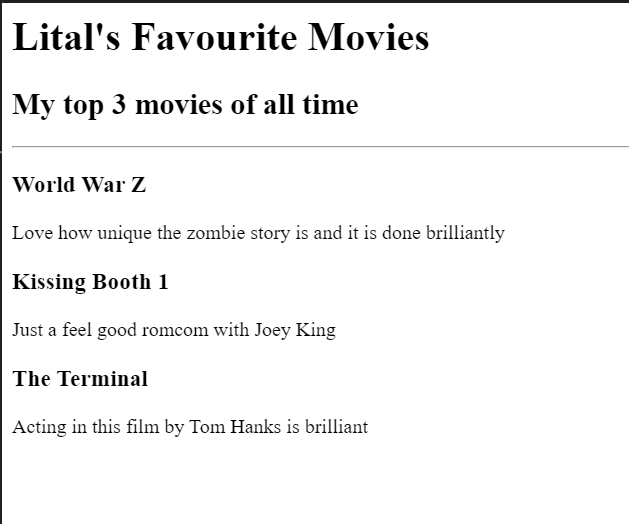 Lital's Favourite Movies
My top 3 movies of all time
World War Z
Love how unique the zombie story is and it is done brilliantly
Kissing Booth 1
Just a feel good romcom with Joey King
The Terminal
Acting in this film by Tom Hanks is brilliant